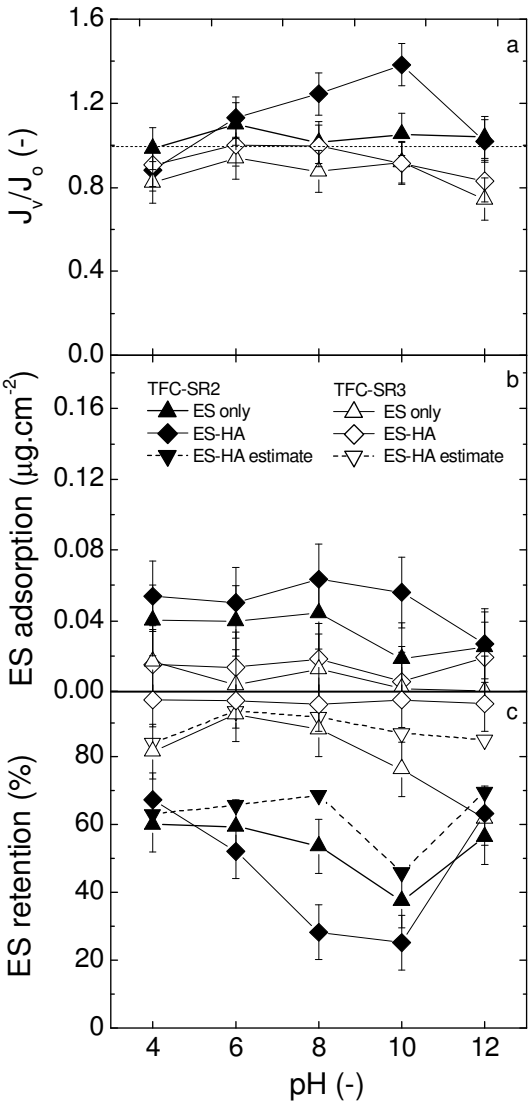 1.6
a
1.2
0.8
0.4
0.0
Jv/Jo (-)
b
0.16
0.12
0.08
0.04
0.00
ES adsorption (μg.cm-2)
TFC-SR2
ES only
ES-HA
ES-HA estimate
TFC-SR3
ES only
ES-HA
ES-HA estimate
c
80
60
40
20
0
ES retention (%)
4 6 8 10 12
pH (-)